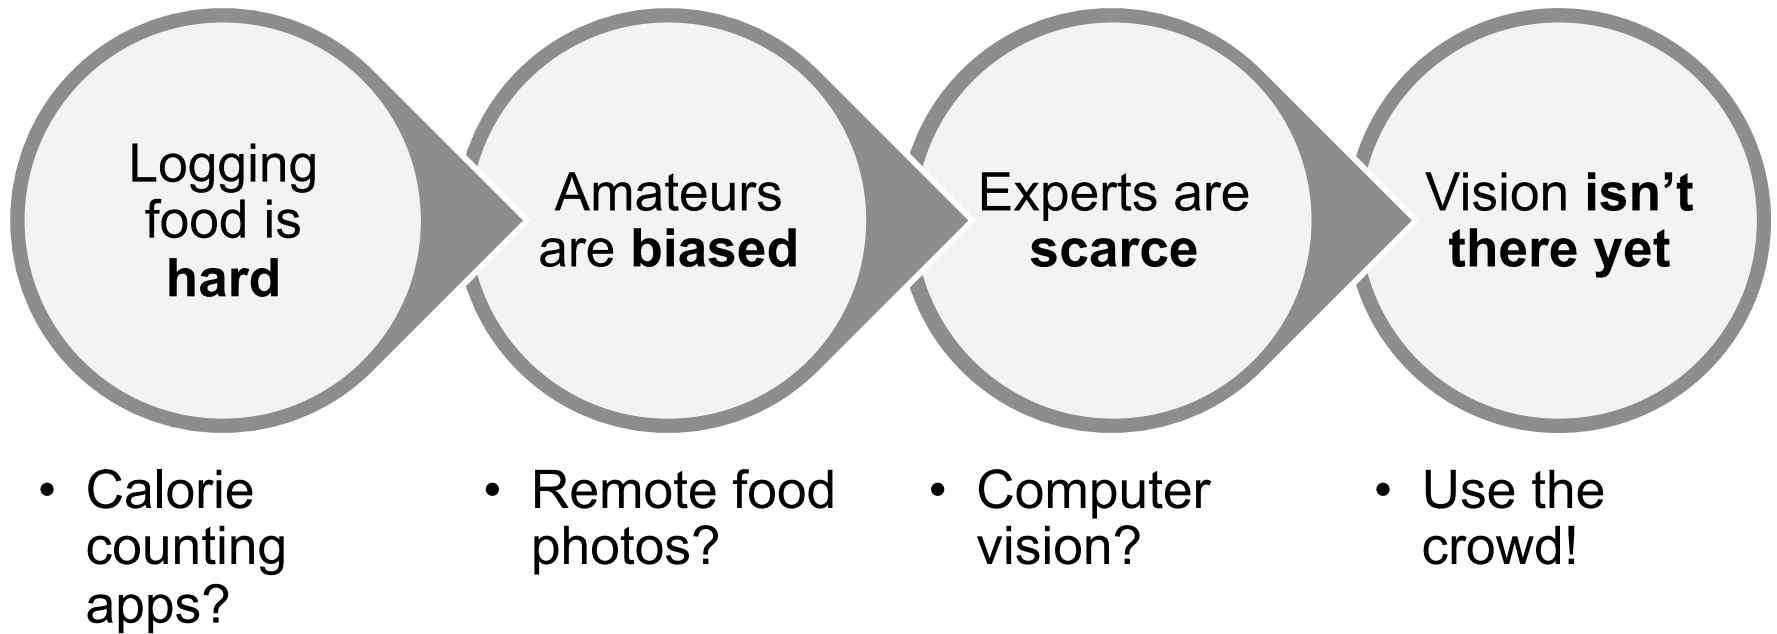 Logging
food is
hard
Amateurs
are biased
Experts are
scarce
Vision isn’t
there yet
• Calorie
counting
apps?
• Remote food
photos?
• Computer
vision?
• Use the
crowd!